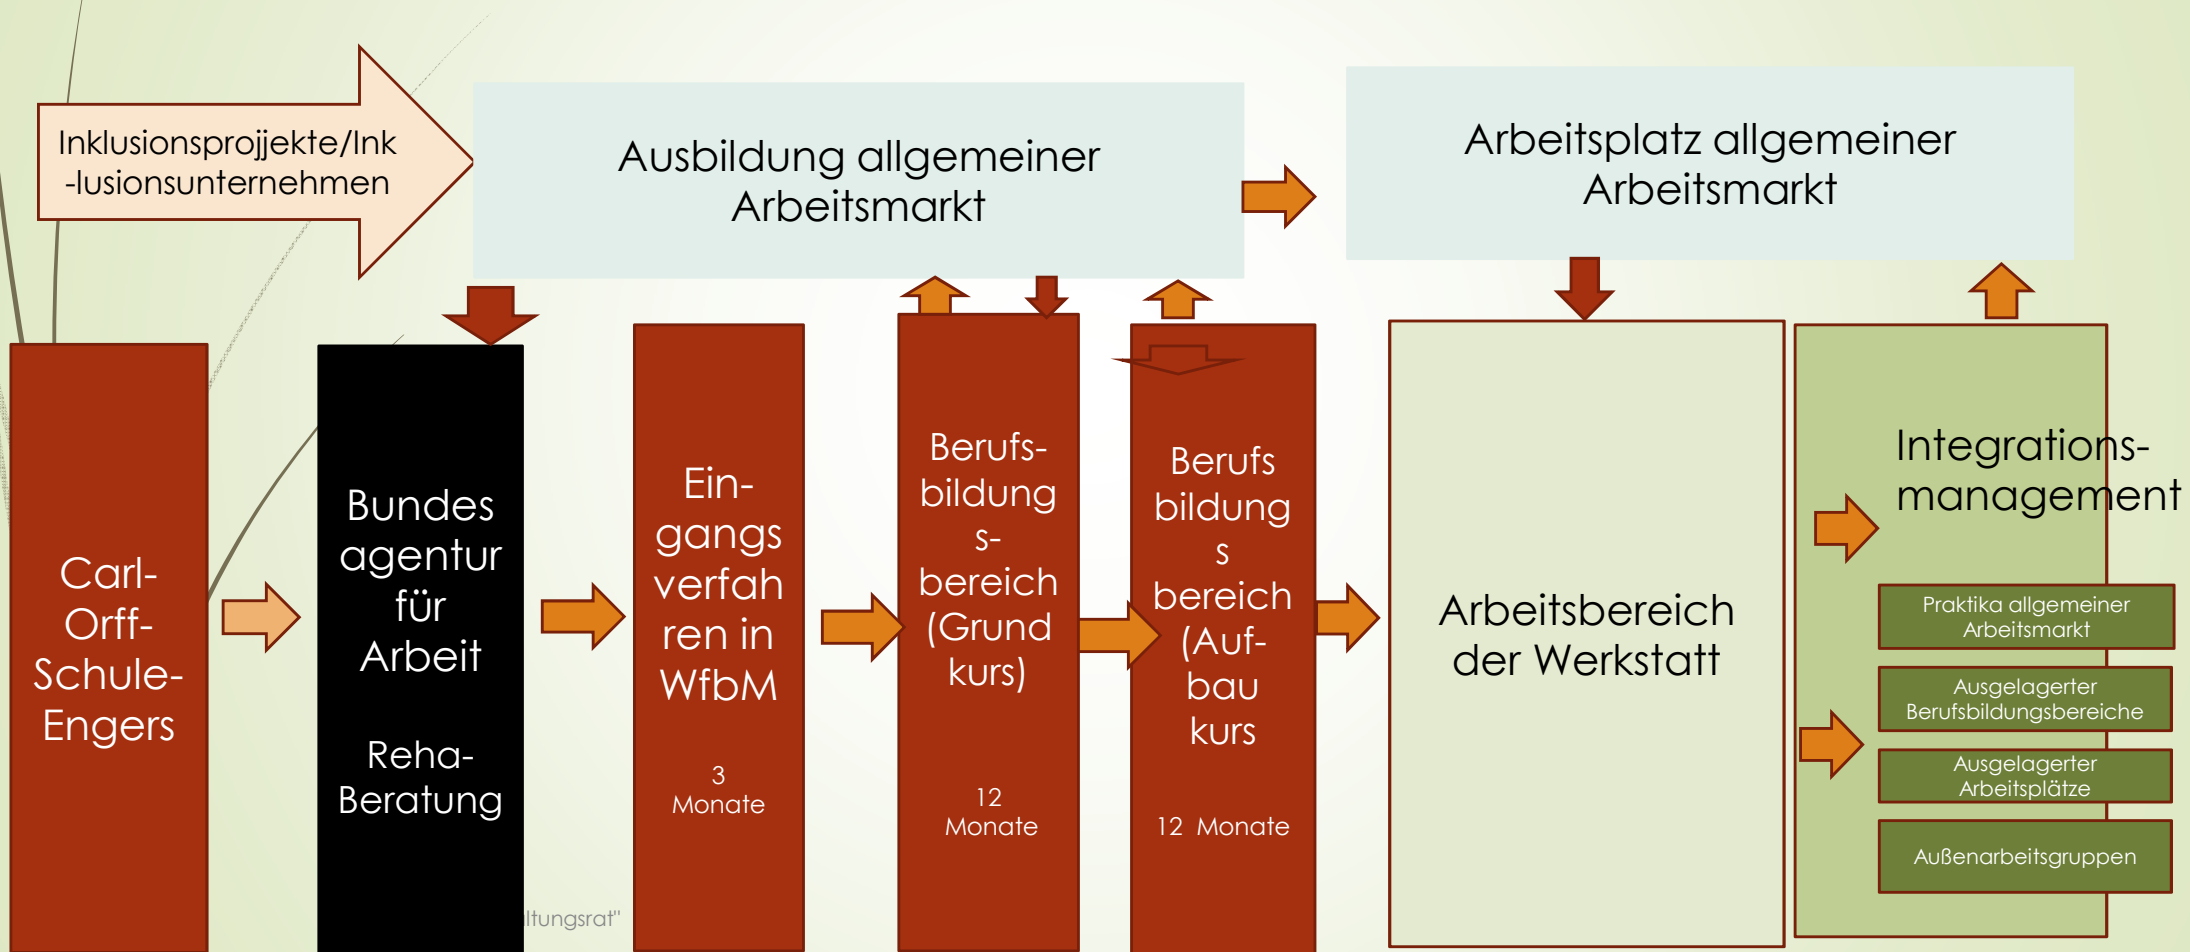 Inklusionsprojjekte/Ink
-lusionsunternehmen
Ausbildung allgemeiner
Arbeitsmarkt
Arbeitsplatz allgemeiner
Arbeitsmarkt
Carl-
Orff-
Schule-
Engers
Bundes
agentur
für
Arbeit
Reha-
Beratung
Ein-
gangs
verfah
ren in
WfbM
3
Monate
Berufs-
bildung
s-
bereich
(Grund
kurs)
12
Monate
Berufs
bildung
s
bereich
(Auf-
bau
kurs
12 Monate
Arbeitsbereich
der Werkstatt
Integrations-
management
Praktika allgemeiner
Arbeitsmarkt
Ausgelagerter
Berufsbildungsbereiche
Ausgelagerter
Arbeitsplätze
Außenarbeitsgruppen
ltungsrat"